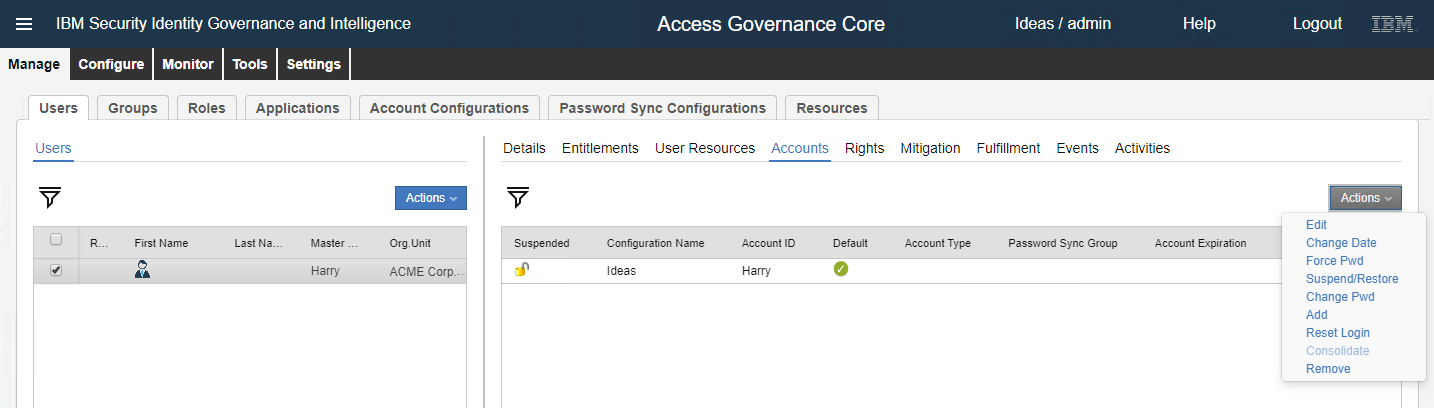 IBM Security Identity Governance and Intelligence Access Governance Core Ideas / admin Help Logout IBM
Manage Configure Monitor Tools Settings
Users Groups Roles Applications Account Configurations Password Sync Configurations Resources
Users
Details Entitlements User Resources Accounts Rights Mitigation Fulfillment Events Activities
Actions
Actions
R... First Name Last Na... Master ... Org.Unit
Harry ACME Corp....
Suspended Configuration Name Account ID Default Account Type Password Sync Group Account Expiration
Ideas Harry
Edit
Change Date
Force Pwd
Suspend/Restore
Change Pwd
Add
Reset Login
Consolidate
Remove